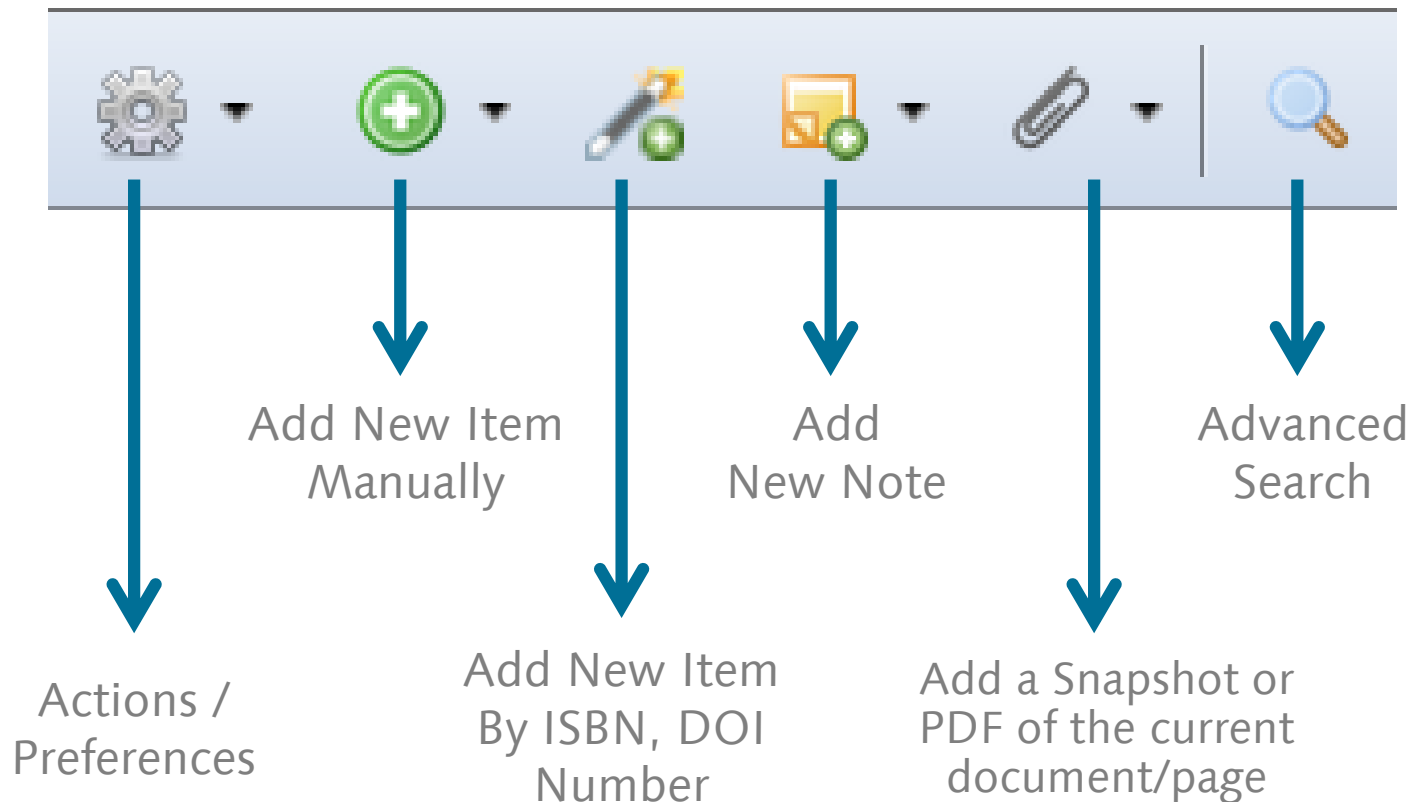 Add New Item
Manually
Add
New Note
Advanced
Search
Actions /
Preferences
Add New Item
By ISBN, DOI
Number
Add a Snapshot or
PDF of the current
document/page